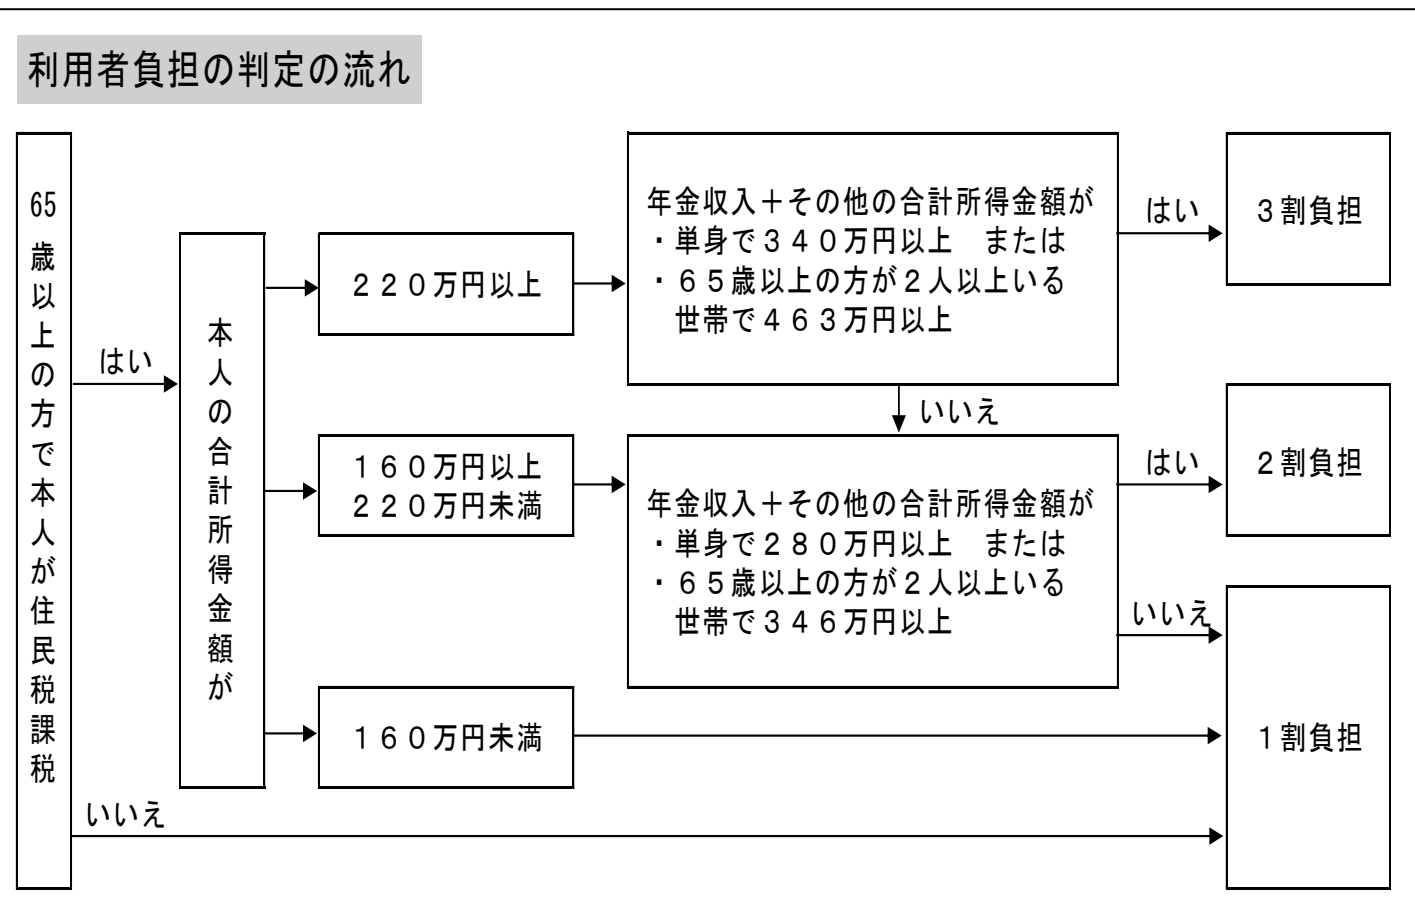 利用者負担の判定の流れ
65歳以上の方で本人が住民税課税
はい
いいえ
本人の合計所得金額が
２２０万円以上
年金収入＋その他の合計所得金額が
・単身で３４０万円以上　または
・６５歳以上の方が２人以上いる
世帯で４６３万円以上
はい
３割負担
いいえ
１６０万円以上
２２０万円未満
年金収入＋その他の合計所得金額が
・単身で２８０万円以上　または
・６５歳以上の方が２人以上いる
世帯で３４６万円以上
はい
２割負担
いいえ
１６０万円未満
１割負担